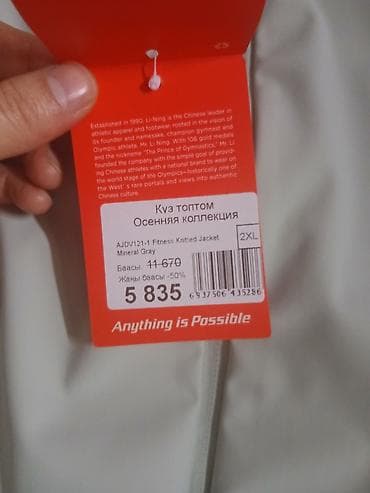 Established in 1990, Li-Ning is the Chinese leader in
athletic apparel and footwear, rooted in the vision of
its founder and namesake, champion gymnast and
Olympic athlete, Mr. Li Ning. With 106 gold medals
and the nickname "The Prince of Gymnastics," Mr. Li
founded the company with the simple goal of provid-
ing Chinese athletes with a national brand to wear on
the world stage of the Olympics—historically one of
the West's rare portals and views into authentic
Chinese culture.
Күз топтом
Осенняя коллекция
AJDV121-1 Fitness Knitted Jacket
Mineral Gray
2XL
Баасы: 11 670
Жаңы баасы -50%
5 835
6 937506 435286
Anything is Possible